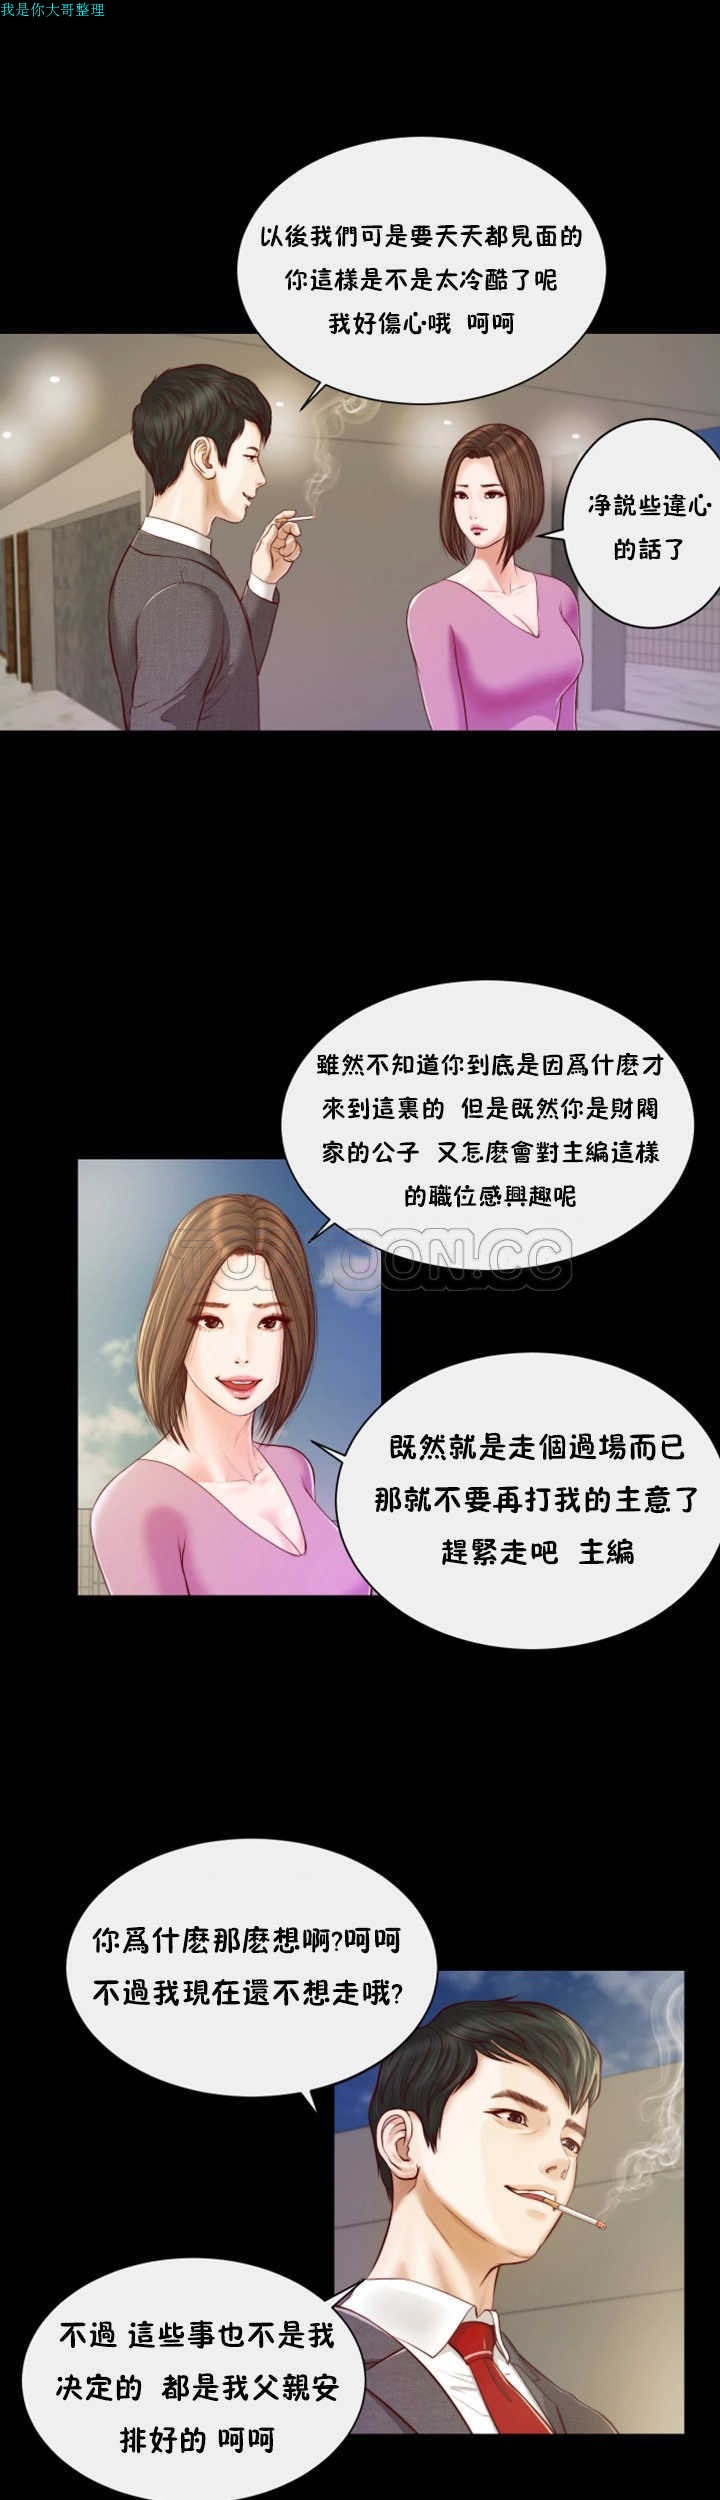 我是你大哥整理
以後我們可是要天天都見面的
你這樣是不是太冷酷了呢
我好傷心哦 呵呵
净說些違心
的話了
雖然不知道你到底是因爲什麽才
來到這裏的 但是既然你是財閥
家的公子 又怎麽會對主編這樣
的職位感興趣呢
TOPTOON.CC
既然就是走個過場而已
那就不要再打我的主意了
趕緊走吧 主編
你爲什麽那麽想啊?呵呵
不過我現在還不想走哦?
不過 這些事也不是我
决定的 都是我父親安
排好的 呵呵